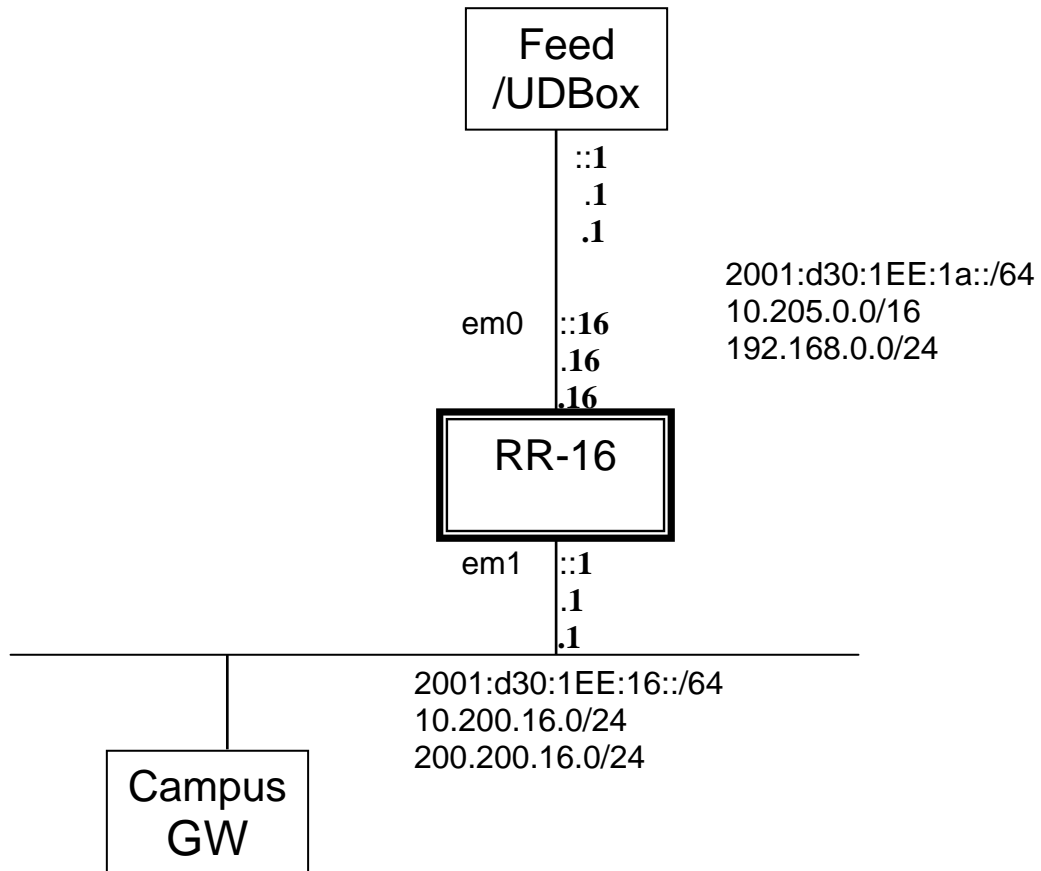 Feed
/UDBox
::1
.1
.1
2001:d30:1EE:1a::/64
10.205.0.0/16
192.168.0.0/24
em0
::16
.16
.16
RR-16
em1
::1
.1
.1
2001:d30:1EE:16::/64
10.200.16.0/24
200.200.16.0/24
Campus
GW